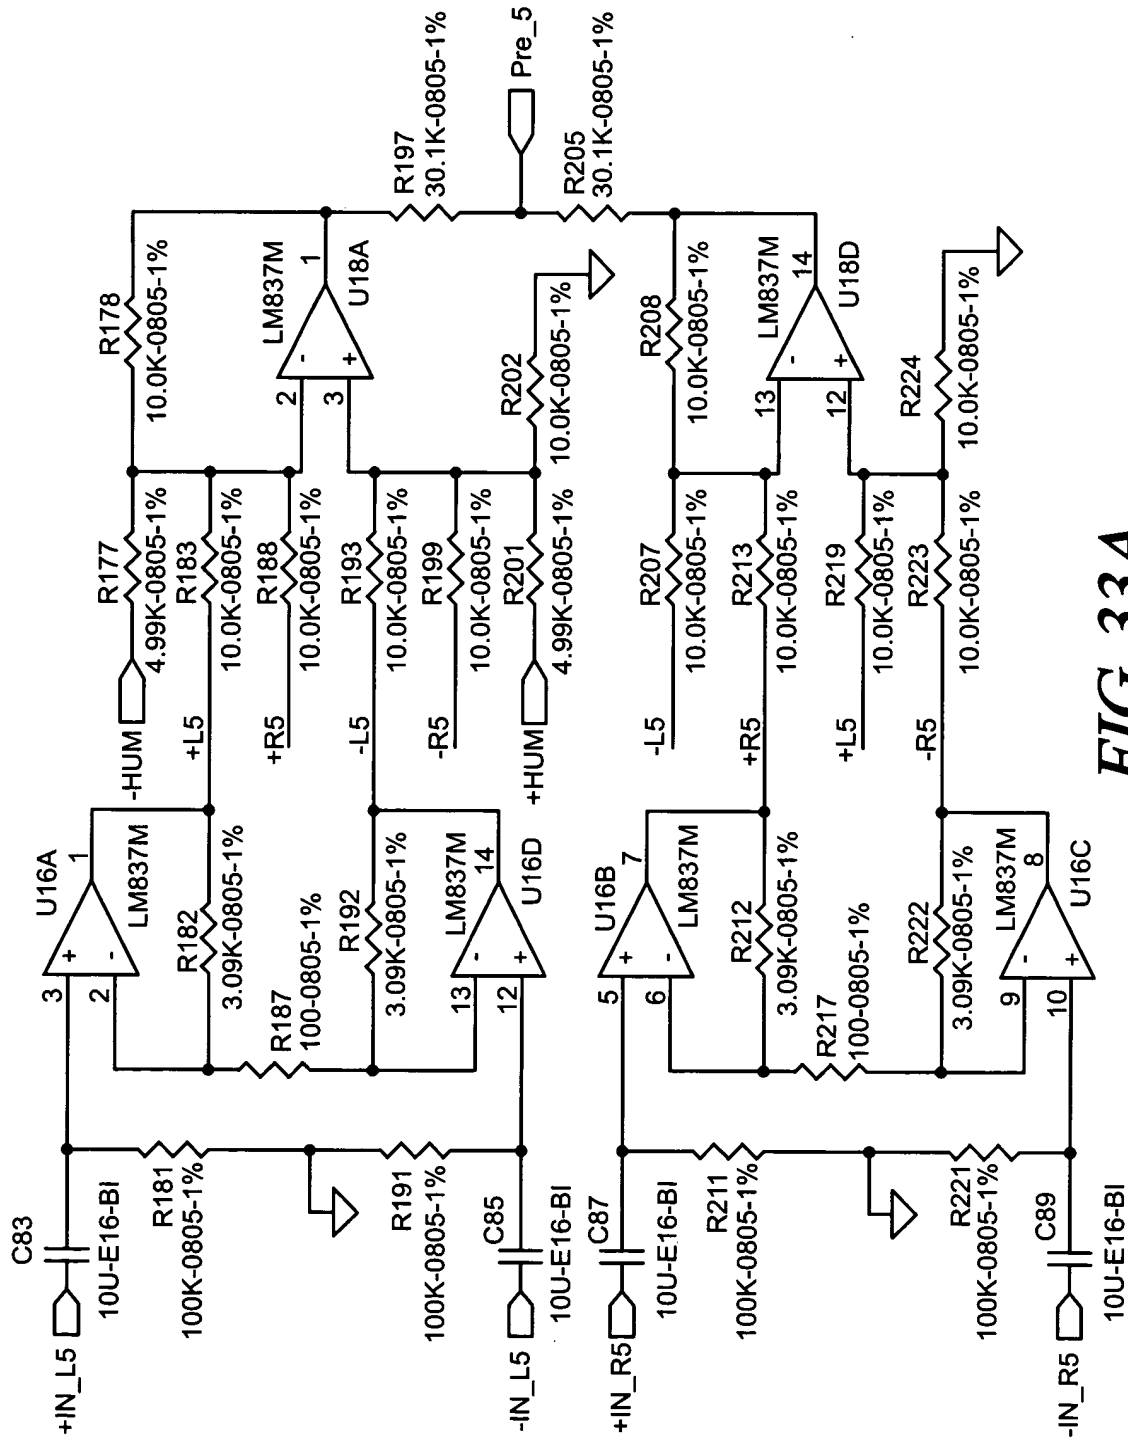 +IN_L5
C83
10U-E16-BI
R181
100K-0805-1%
R191
100K-0805-1%
-IN_L5
C85
10U-E16-BI
3
+
2
-
U16A
1
LM837M
R182
3.09K-0805-1%
R187
100-0805-1%
R192
3.09K-0805-1%
13
-
12
+
LM837M
14
U16D
-HUM
R177
4.99K-0805-1%
+L5
R183
10.0K-0805-1%
+R5
R188
10.0K-0805-1%
-L5
R193
10.0K-0805-1%
-R5
R199
10.0K-0805-1%
+HUM
R201
4.99K-0805-1%
R178
10.0K-0805-1%
2
-
3
+
LM837M
1
U18A
R202
10.0K-0805-1%
R197
30.1K-0805-1%
Pre_5
R205
30.1K-0805-1%
+IN_R5
C87
10U-E16-BI
R211
100K-0805-1%
R221
100K-0805-1%
-IN_R5
C89
10U-E16-BI
5
+
6
-
U16B
7
LM837M
R212
3.09K-0805-1%
R217
100-0805-1%
R222
3.09K-0805-1%
9
-
10
+
LM837M
8
U16C
-L5
R207
10.0K-0805-1%
+R5
R213
10.0K-0805-1%
+L5
R219
10.0K-0805-1%
-R5
R223
10.0K-0805-1%
R208
10.0K-0805-1%
13
-
12
+
LM837M
14
U18D
R224
10.0K-0805-1%
FIG 33A